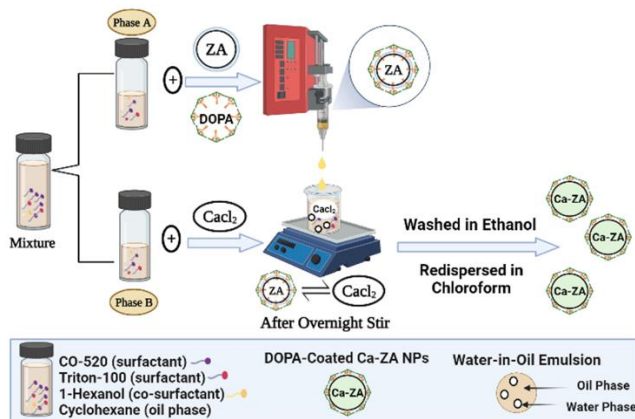 Phase A
ZA
+
DOPA
ZA
Mixture
Phase B
+
Cacl2
Cacl2
ZA
Cacl2
After Overnight Stir
Washed in Ethanol
Redispersed in
Chloroform
Ca-ZA
Ca-ZA
Ca-ZA
CO-520 (surfactant)
Triton-100 (surfactant)
1-Hexanol (co-surfactant)
Cyclohexane (oil phase)
DOPA-Coated Ca-ZA NPs
Ca-ZA
Water-in-Oil Emulsion
Oil Phase
Water Phase